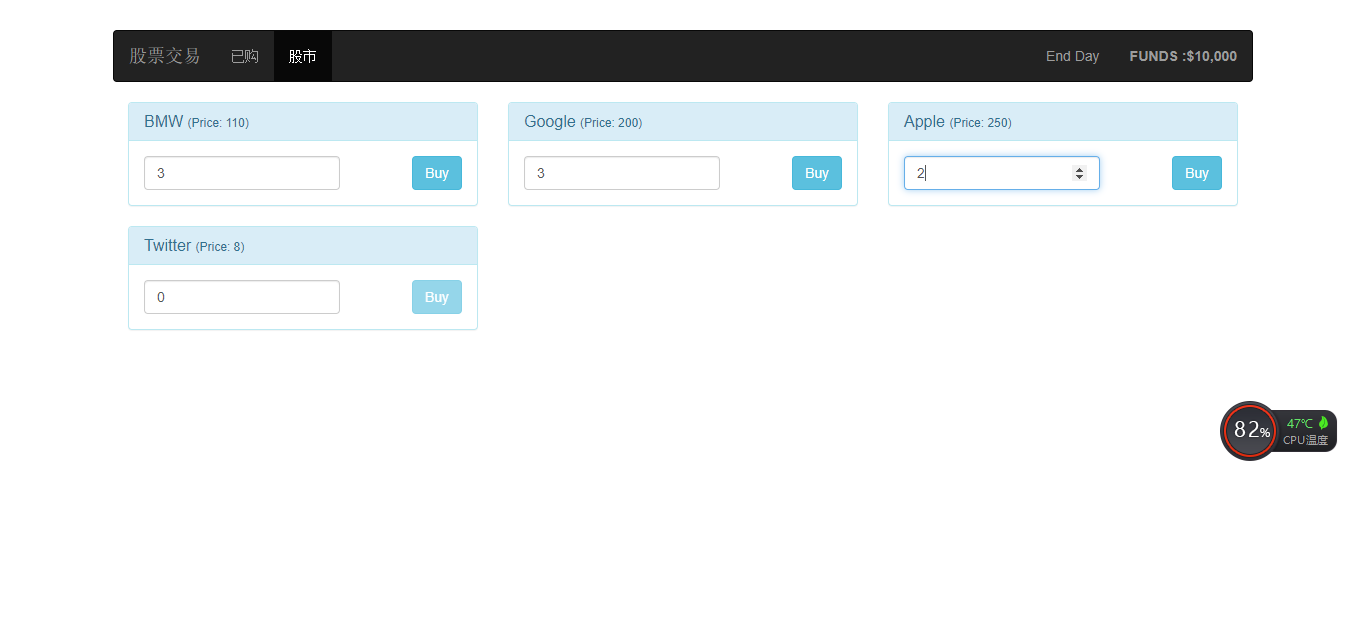 股票交易 已购 股市 End Day FUNDS :$10,000
BMW (Price: 110) Google (Price: 200) Apple (Price: 250)
3 Buy 3 Buy 2 Buy
Twitter (Price: 8)
0 Buy
82% 47℃
CPU温度